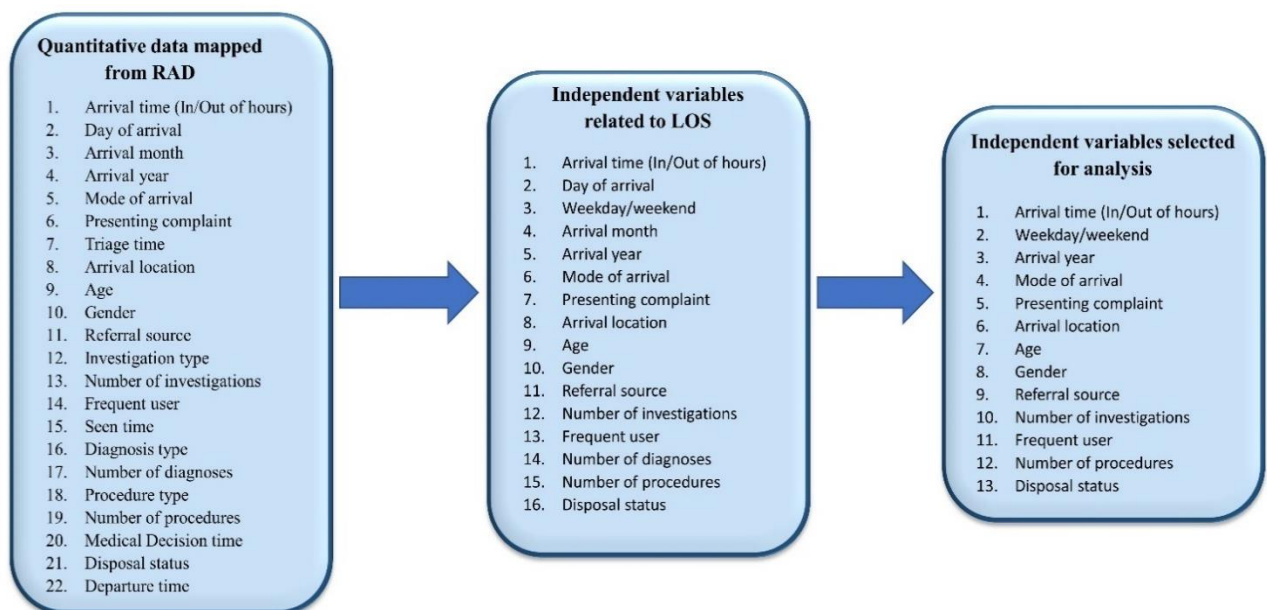 Quantitative data mapped
from RAD
1. Arrival time (In/Out of hours)
2. Day of arrival
3. Arrival month
4. Arrival year
5. Mode of arrival
6. Presenting complaint
7. Triage time
8. Arrival location
9. Age
10. Gender
11. Referral source
12. Investigation type
13. Number of investigations
14. Frequent user
15. Seen time
16. Diagnosis type
17. Number of diagnoses
18. Procedure type
19. Number of procedures
20. Medical Decision time
21. Disposal status
22. Departure time
Independent variables
related to LOS
1. Arrival time (In/Out of hours)
2. Day of arrival
3. Weekday/weekend
4. Arrival month
5. Arrival year
6. Mode of arrival
7. Presenting complaint
8. Arrival location
9. Age
10. Gender
11. Referral source
12. Number of investigations
13. Frequent user
14. Number of diagnoses
15. Number of procedures
16. Disposal status
Independent variables selected
for analysis
1. Arrival time (In/Out of hours)
2. Weekday/weekend
3. Arrival year
4. Mode of arrival
5. Presenting complaint
6. Arrival location
7. Age
8. Gender
9. Referral source
10. Number of investigations
11. Frequent user
12. Number of procedures
13. Disposal status